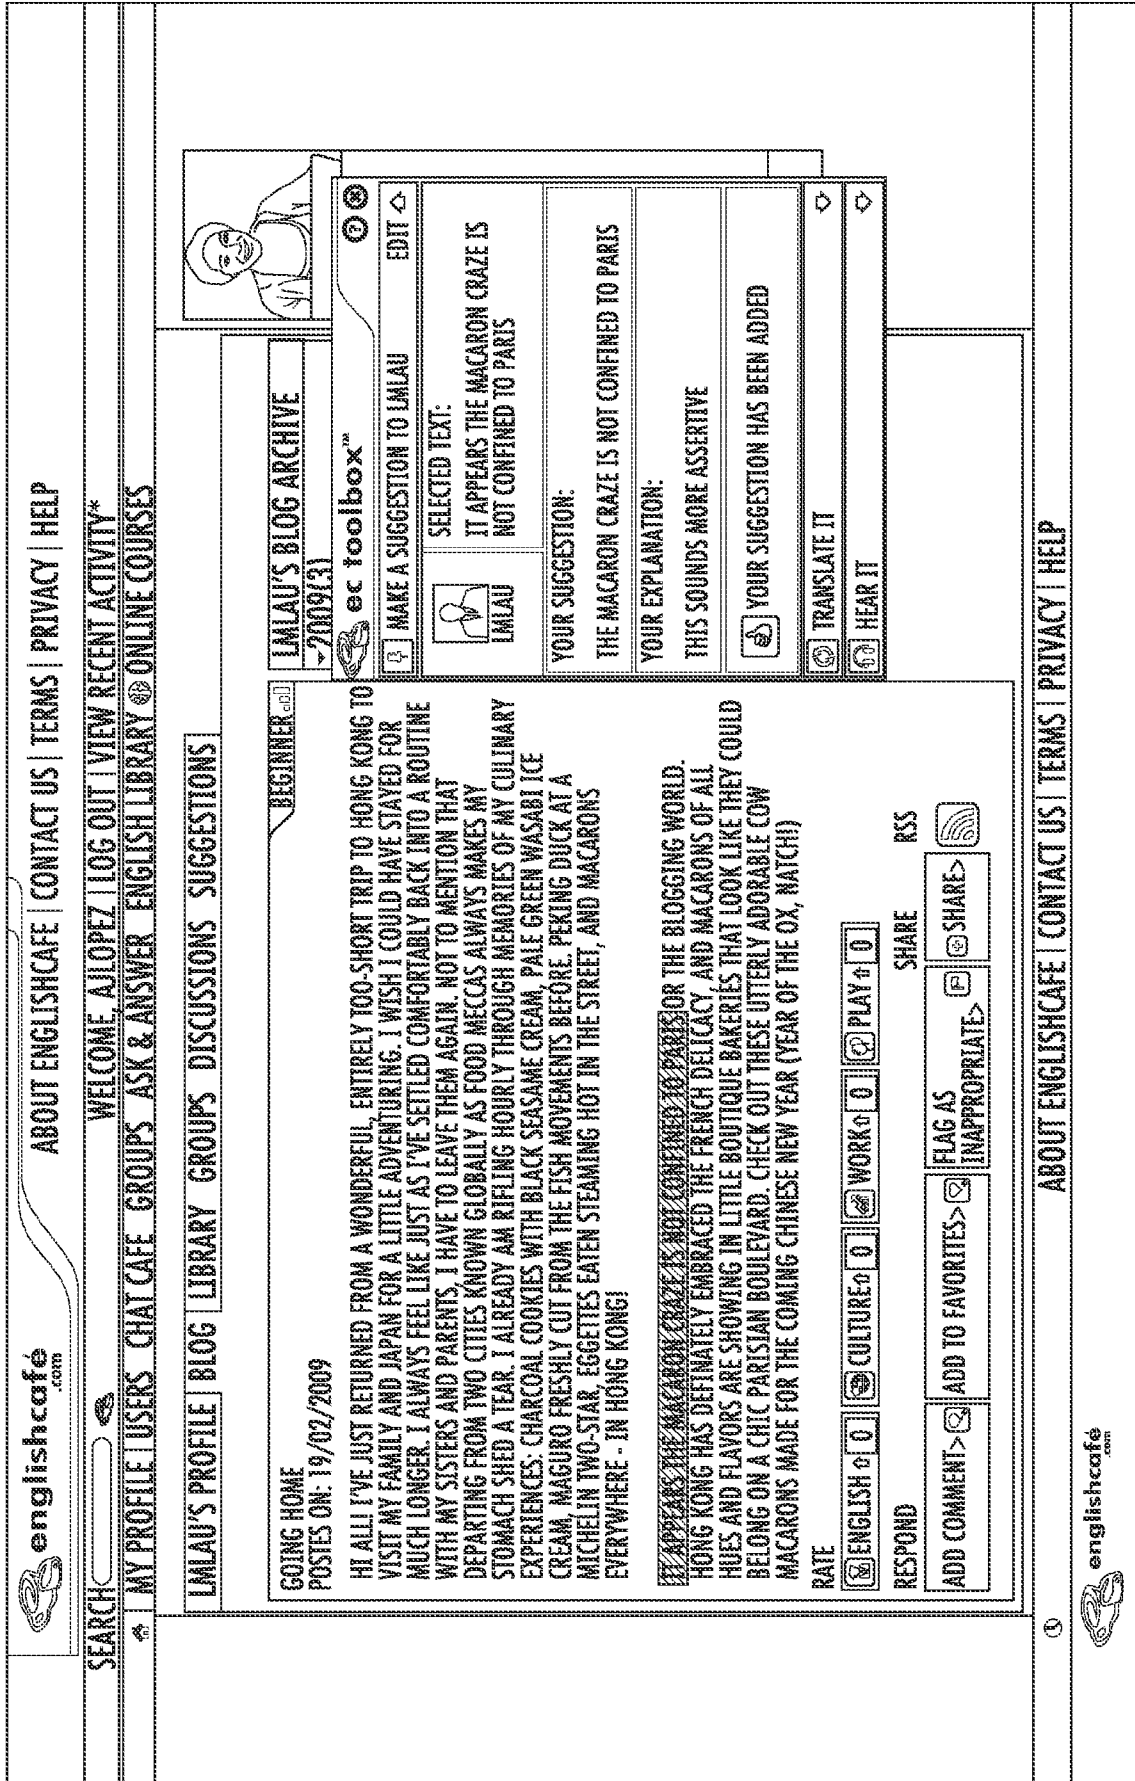 englishcafé
.com
ABOUT ENGLISHCAFE | CONTACT US | TERMS | PRIVACY | HELP
SEARCH
WELCOME, AJLOPEZ | LOG OUT | VIEW RECENT ACTIVITY*
MY PROFILE | USERS CHAT CAFE GROUPS ASK & ANSWER ENGLISH LIBRARY ONLINE COURSES
LMLAU'S PROFILE | BLOG | LIBRARY GROUPS DISCUSSIONS SUGGESTIONS
BEGINNER
GOING HOME
POSTES ON: 19/02/2009
HI ALL! I'VE JUST RETURNED FROM A WONDERFUL, ENTIRELY TOO-SHORT TRIP TO HONG KONG TO
VISIT MY FAMILY AND JAPAN FOR A LITTLE ADVENTURING. I WISH I COULD HAVE STAYED FOR
MUCH LONGER. I ALWAYS FEEL LIKE JUST AS I'VE SETTLED COMFORTABLY BACK INTO A ROUTINE
WITH MY SISTERS AND PARENTS, I HAVE TO LEAVE THEM AGAIN. NOT TO MENTION THAT
DEPARTING FROM TWO CITIES KNOWN GLOBALLY AS FOOD MECCAS ALWAYS MAKES MY
STOMACH SHED A TEAR. I ALREADY AM RIFLING HOURLY THROUGH MEMORIES OF MY CULINARY
EXPERIENCES: CHARCOAL COOKIES WITH BLACK SEASAME CREAM, PALE GREEN WASABI ICE
CREAM, MAGURO FRESHLY CUT FROM THE FISH MOVEMENTS BEFORE. PEKING DUCK AT A
MICHELIN TWO-STAR, EGGETTES EATEN STEAMING HOT IN THE STREET, AND MACARONS
EVERYWHERE - IN HONG KONG!
IT APPEARS THE MACARON CRAZE IS NOT CONFINED TO PARIS OR THE BLOGGING WORLD.
HONG KONG HAS DEFINATELY EMBRACED THE FRENCH DELICACY, AND MACARONS OF ALL
HUES AND FLAVORS ARE SHOWING IN LITTLE BOUTIQUE BAKERIES THAT LOOK LIKE THEY COULD
BELONG ON A CHIC PARISIAN BOULEVARD. CHECK OUT THESE UTTERLY ADORABLE COW
MACARONS MADE FOR THE COMING CHINESE NEW YEAR (YEAR OF THE OX, NATCH!)
RATE
ENGLISH 0 CULTURE 0 WORK 0 PLAY 0
RESPOND SHARE RSS
ADD COMMENT> ADD TO FAVORITES> FLAG AS
INAPPROPRIATE> SHARE>
LMLAU'S BLOG ARCHIVE
2009(3)
ec toolbox™ ?
MAKE A SUGGESTION TO LMLAU EDIT
LMLAU
SELECTED TEXT:
IT APPEARS THE MACARON CRAZE IS
NOT CONFINED TO PARIS
YOUR SUGGESTION:
THE MACARON CRAZE IS NOT CONFINED TO PARIS
YOUR EXPLANATION:
THIS SOUNDS MORE ASSERTIVE
YOUR SUGGESTION HAS BEEN ADDED
TRANSLATE IT
HEAR IT
ABOUT ENGLISHCAFE | CONTACT US | TERMS | PRIVACY | HELP
englishcafé
.com